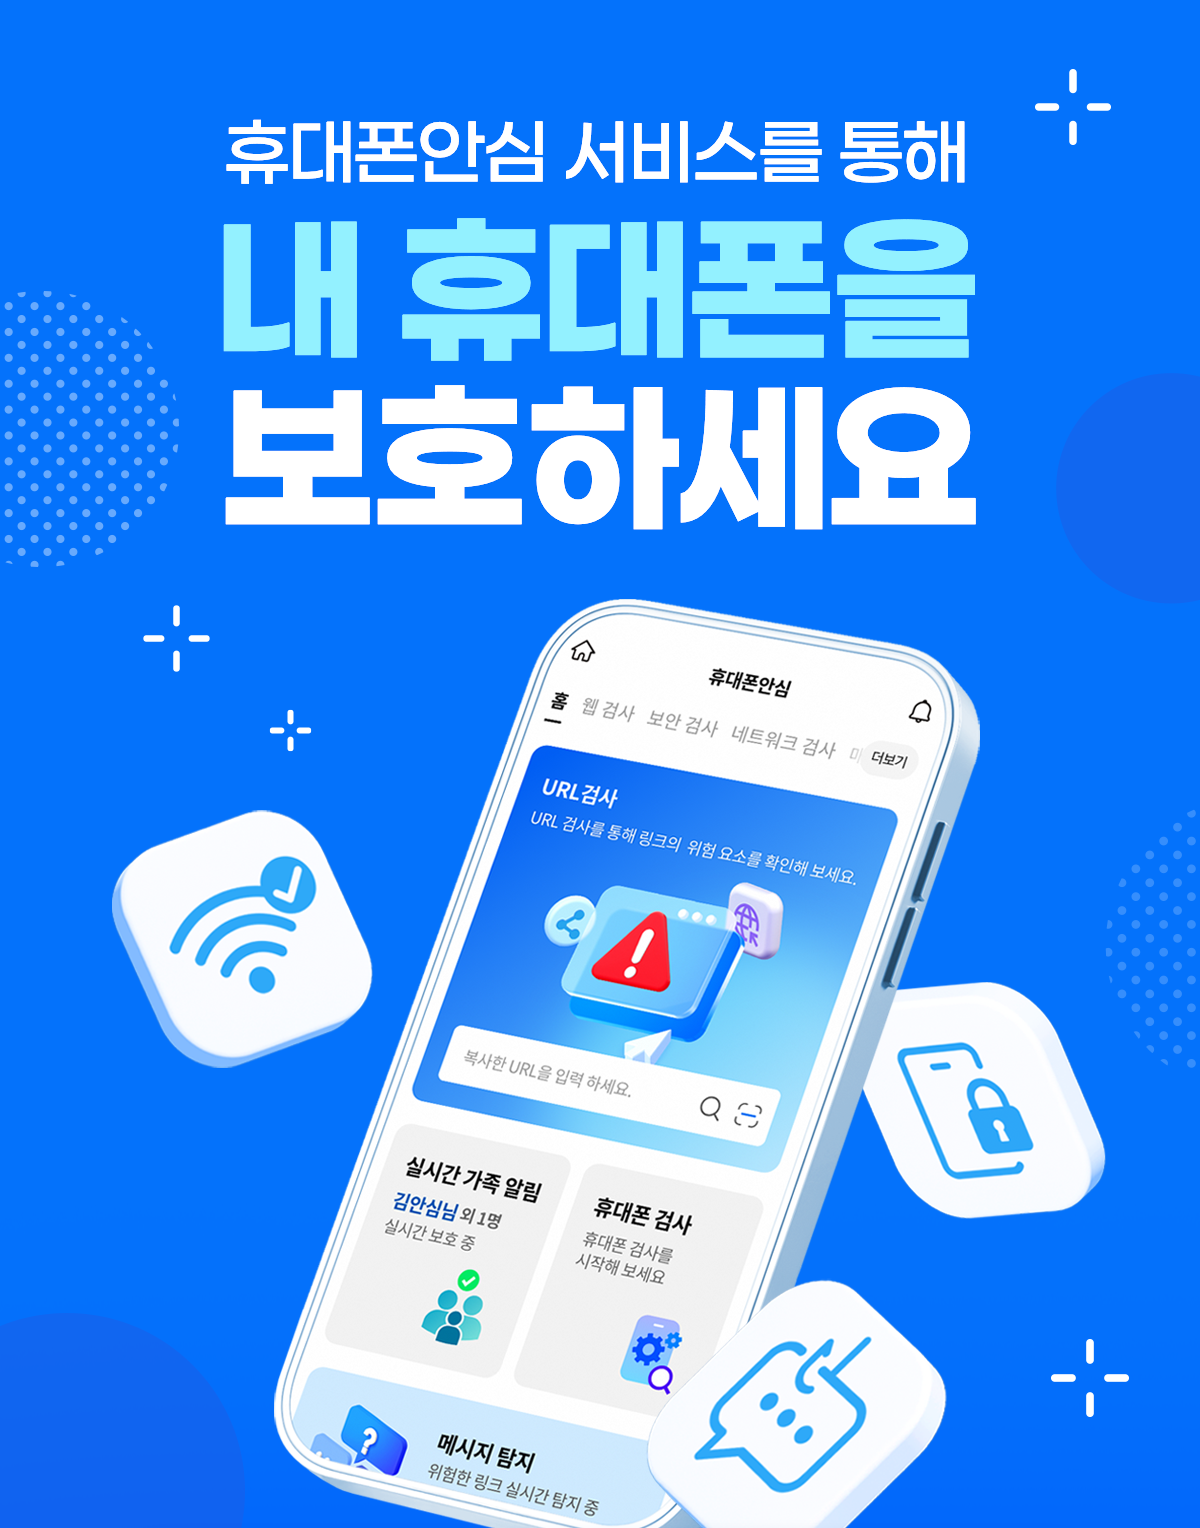 휴대폰안심 서비스를 통해
내 휴대폰을
보호하세요
휴대폰안심
홈 웹 검사 보안 검사 네트워크 검사 더보기
URL검사
URL 검사를 통해 링크의 위험 요소를 확인해 보세요.
복사한 URL을 입력 하세요.
실시간 가족 알림
김안심님 외 1명
실시간 보호 중
휴대폰 검사
휴대폰 검사를
시작해 보세요
메시지 탐지
위험한 링크 실시간 탐지 중